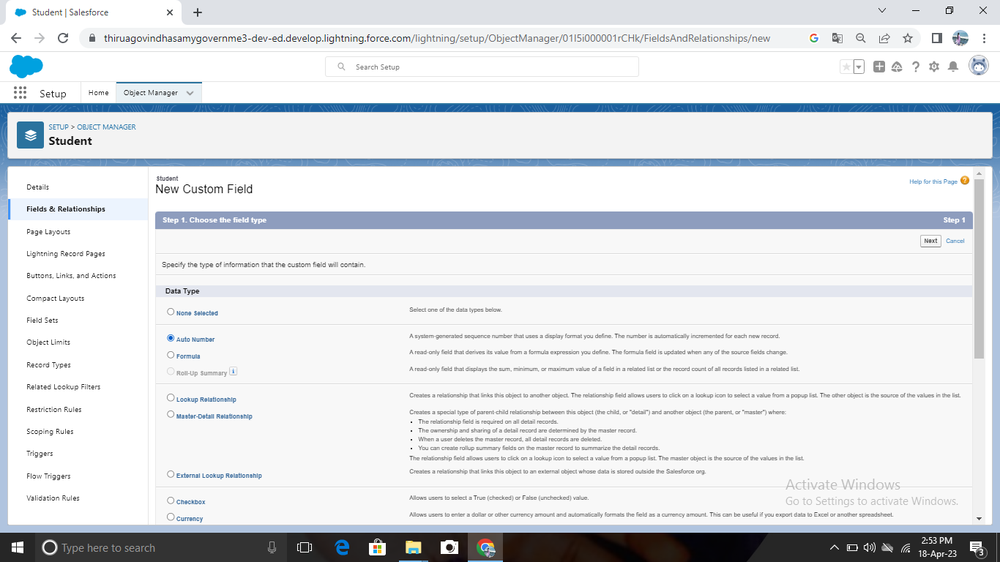 Student | Salesforce
thiruagovindhasamygovernme3-dev-ed.develop.lightning.force.com/lightning/setup/ObjectManager/01I5i000001rCHk/FieldsAndRelationships/new
Search Setup
Setup
Home
Object Manager
SETUP > OBJECT MANAGER
Student
Details
Fields & Relationships
Page Layouts
Lightning Record Pages
Buttons, Links, and Actions
Compact Layouts
Field Sets
Object Limits
Record Types
Related Lookup Filters
Restriction Rules
Scoping Rules
Triggers
Flow Triggers
Validation Rules
Student
New Custom Field
Help for this Page ?
Step 1. Choose the field type Step 1
Next Cancel
Specify the type of information that the custom field will contain.
Data Type
None Selected Select one of the data types below.
Auto Number A system-generated sequence number that uses a display format you define. The number is automatically incremented for each new record.
Formula A read-only field that derives its value from a formula expression you define. The formula field is updated when any of the source fields change.
Roll-Up Summary i A read-only field that displays the sum, minimum, or maximum value of a field in a related list or the record count of all records listed in a related list.
Lookup Relationship Creates a relationship that links this object to another object. The relationship field allows users to click on a lookup icon to select a value from a popup list. The other object is the source of the values in the list.
Master-Detail Relationship Creates a special type of parent-child relationship between this object (the child, or "detail") and another object (the parent, or "master") where:
• The relationship field is required on all detail records.
• The ownership and sharing of a detail record are determined by the master record.
• When a user deletes the master record, all detail records are deleted.
• You can create rollup summary fields on the master record to summarize the detail records.
The relationship field allows users to click on a lookup icon to select a value from a popup list. The master object is the source of the values in the list.
External Lookup Relationship Creates a relationship that links this object to an external object whose data is stored outside the Salesforce org.
Checkbox Allows users to select a True (checked) or False (unchecked) value.
Currency Allows users to enter a dollar or other currency amount and automatically formats the field as a currency amount. This can be useful if you export data to Excel or another spreadsheet.
Activate Windows
Go to Settings to activate Windows.
Type here to search
2:53 PM
18-Apr-23
3